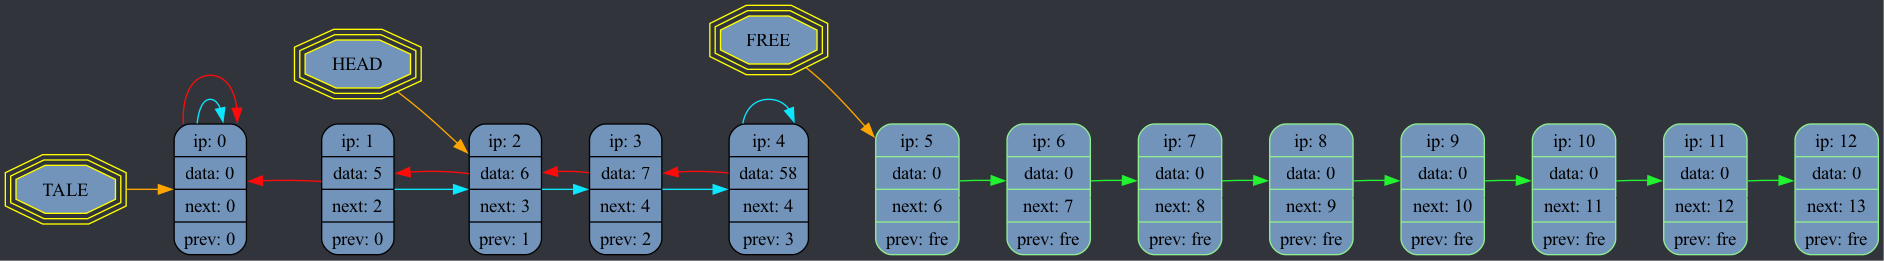 TALE
HEAD
FREE
ip: 0
data: 0
next: 0
prev: 0
ip: 1
data: 5
next: 2
prev: 0
ip: 2
data: 6
next: 3
prev: 1
ip: 3
data: 7
next: 4
prev: 2
ip: 4
data: 58
next: 4
prev: 3
ip: 5
data: 0
next: 6
prev: fre
ip: 6
data: 0
next: 7
prev: fre
ip: 7
data: 0
next: 8
prev: fre
ip: 8
data: 0
next: 9
prev: fre
ip: 9
data: 0
next: 10
prev: fre
ip: 10
data: 0
next: 11
prev: fre
ip: 11
data: 0
next: 12
prev: fre
ip: 12
data: 0
next: 13
prev: fre